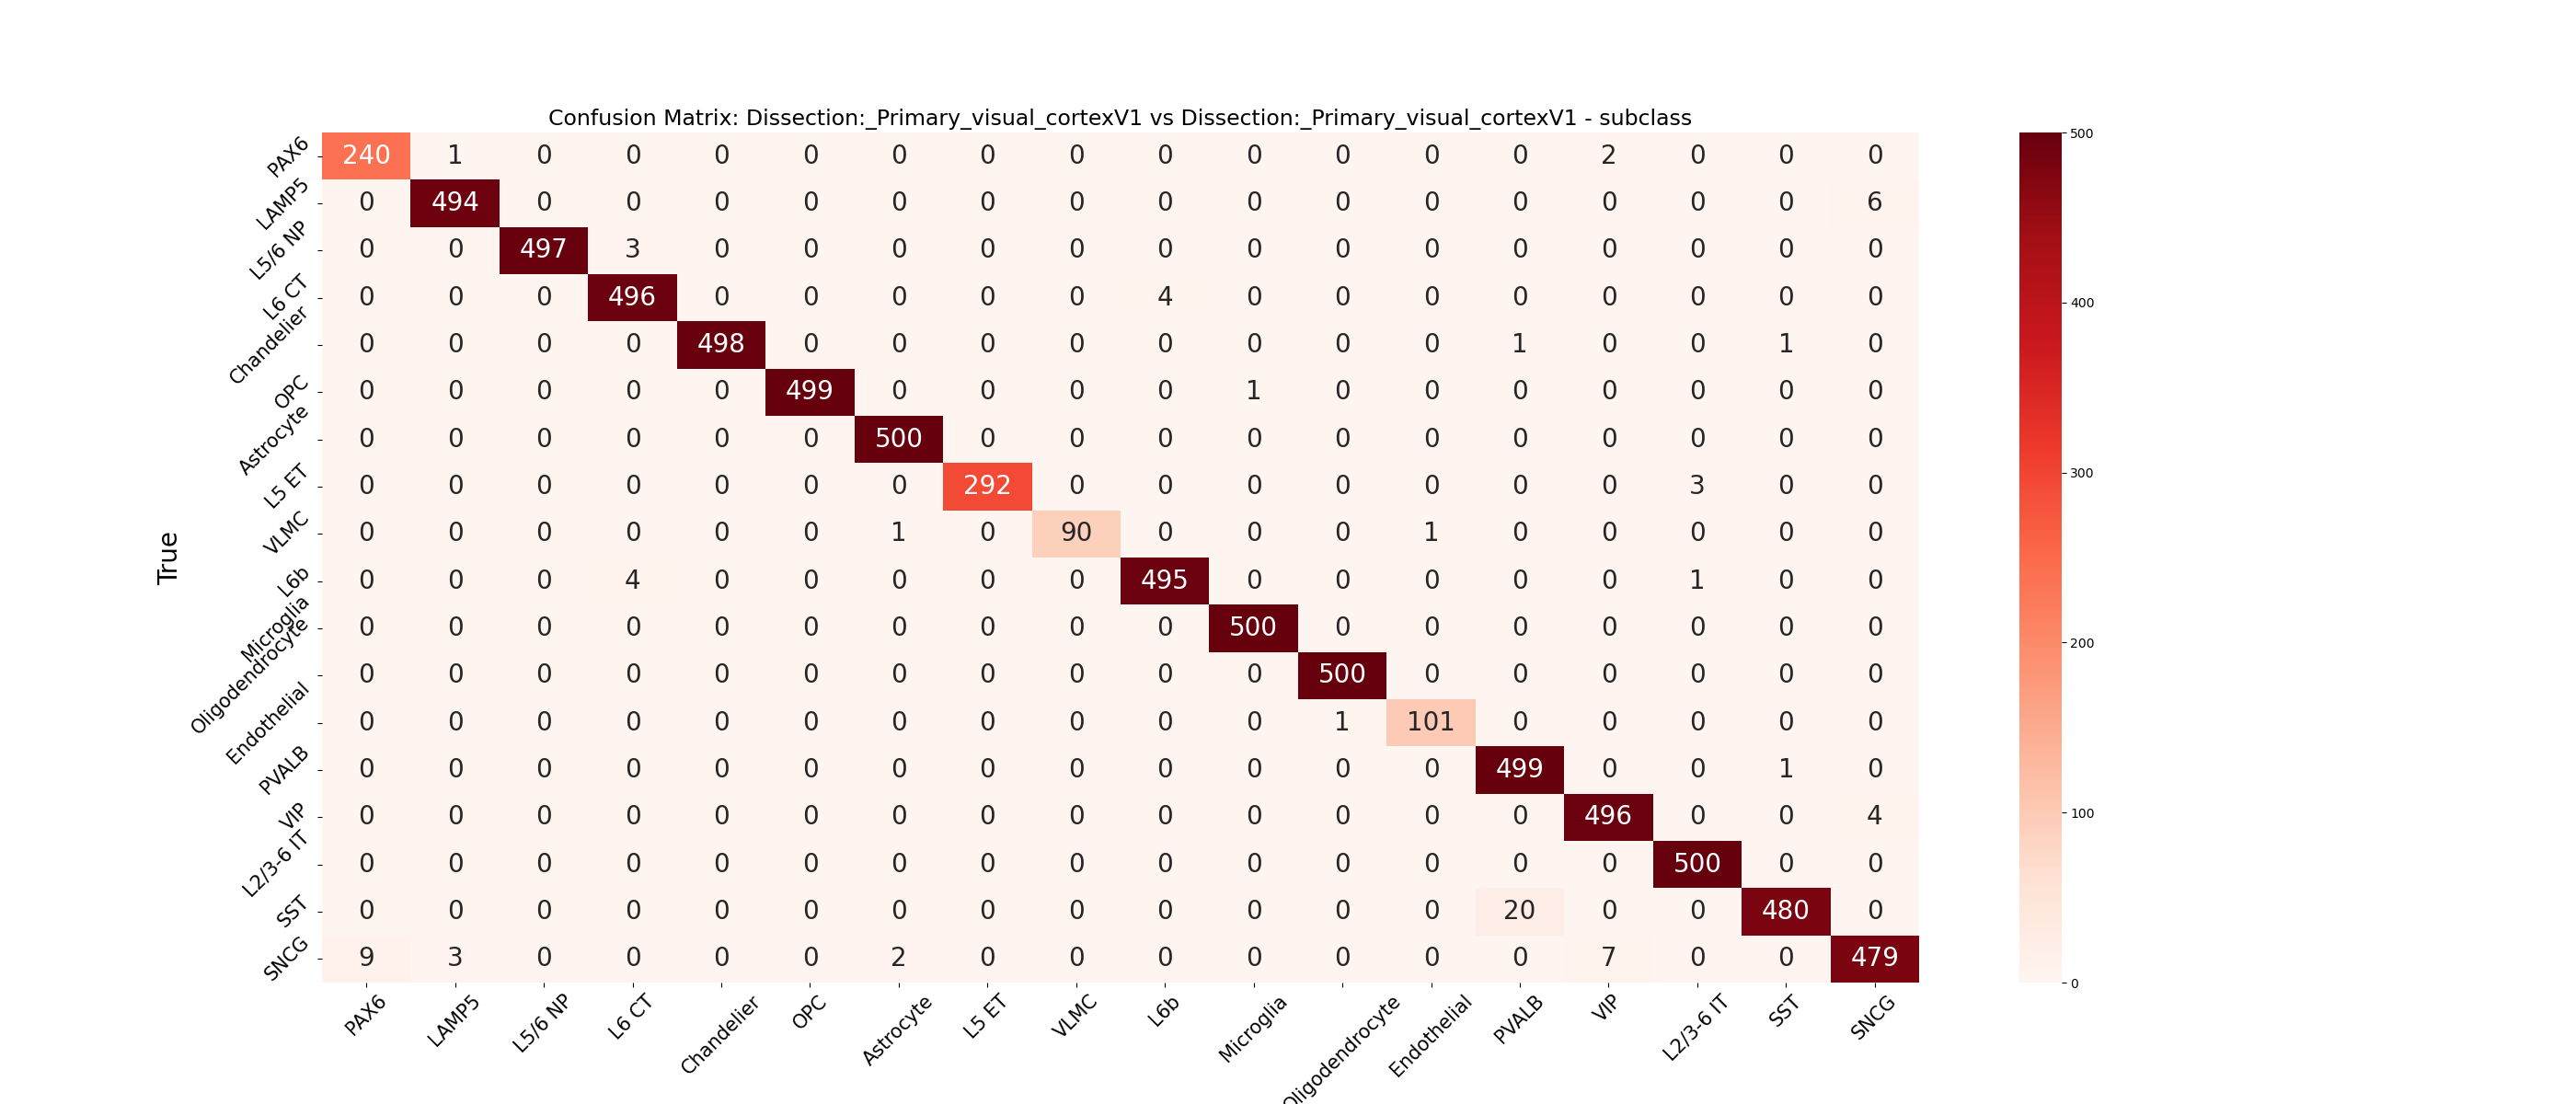 Confusion Matrix: Dissection:_Primary_visual_cortexV1 vs Dissection:_Primary_visual_cortexV1 - subclass
PAX6 240 1 0 0 0 0 0 0 0 0 0 0 0 0 2 0 0 0
LAMP5 0 494 0 0 0 0 0 0 0 0 0 0 0 0 0 0 0 6
L5/6 NP 0 0 497 3 0 0 0 0 0 0 0 0 0 0 0 0 0 0
L6 CT 0 0 0 496 0 0 0 0 0 4 0 0 0 0 0 0 0 0
Chandelier 0 0 0 0 498 0 0 0 0 0 0 0 0 1 0 0 1 0
OPC 0 0 0 0 0 499 0 0 0 0 1 0 0 0 0 0 0 0
Astrocyte 0 0 0 0 0 0 500 0 0 0 0 0 0 0 0 0 0 0
L5 ET 0 0 0 0 0 0 0 292 0 0 0 0 0 0 0 3 0 0
VLMC 0 0 0 0 0 0 1 0 90 0 0 0 1 0 0 0 0 0
L6b 0 0 0 4 0 0 0 0 0 495 0 0 0 0 0 1 0 0
Microglia 0 0 0 0 0 0 0 0 0 0 500 0 0 0 0 0 0 0
Oligodendrocyte 0 0 0 0 0 0 0 0 0 0 0 500 0 0 0 0 0 0
Endothelial 0 0 0 0 0 0 0 0 0 0 0 1 101 0 0 0 0 0
PVALB 0 0 0 0 0 0 0 0 0 0 0 0 0 499 0 0 1 0
VIP 0 0 0 0 0 0 0 0 0 0 0 0 0 0 496 0 0 4
L2/3-6 IT 0 0 0 0 0 0 0 0 0 0 0 0 0 0 0 500 0 0
SST 0 0 0 0 0 0 0 0 0 0 0 0 0 20 0 0 480 0
SNCG 9 3 0 0 0 0 2 0 0 0 0 0 0 0 7 0 0 479
PAX6 LAMP5 L5/6 NP L6 CT Chandelier OPC Astrocyte L5 ET VLMC L6b Microglia Oligodendrocyte Endothelial PVALB VIP L2/3-6 IT SST SNCG
True
500
400
300
200
100
0